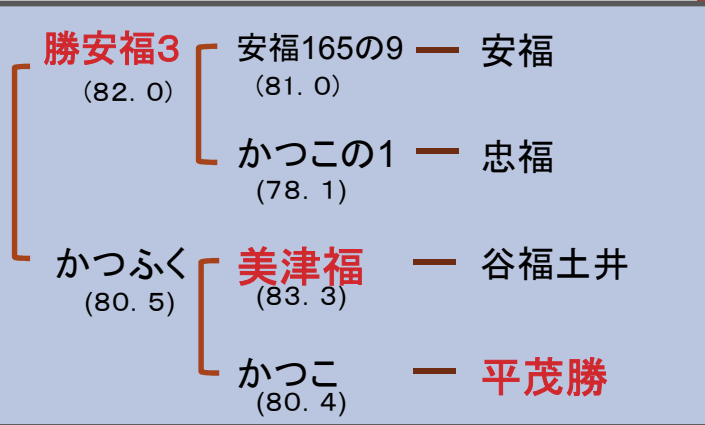 勝安福3 安福165の9 安福
(82. 0) (81. 0)
かつこの1 忠福
(78. 1)
かつふく 美津福 谷福土井
(80. 5) (83. 3)
かつこ 平茂勝
(80. 4)